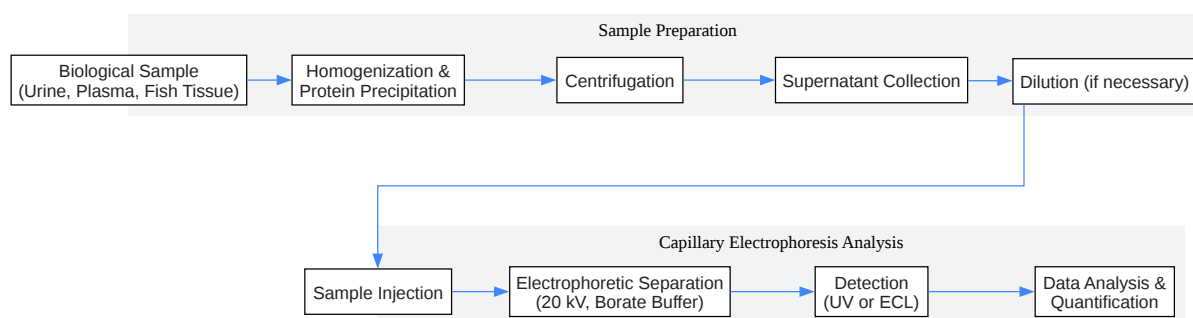 Sample Preparation
Biological Sample
(Urine, Plasma, Fish Tissue)
Homogenization &
Protein Precipitation
Centrifugation
Supernatant Collection
Dilution (if necessary)
Capillary Electrophoresis Analysis
Sample Injection
Electrophoretic Separation
(20 kV, Borate Buffer)
Detection
(UV or ECL)
Data Analysis &
Quantification